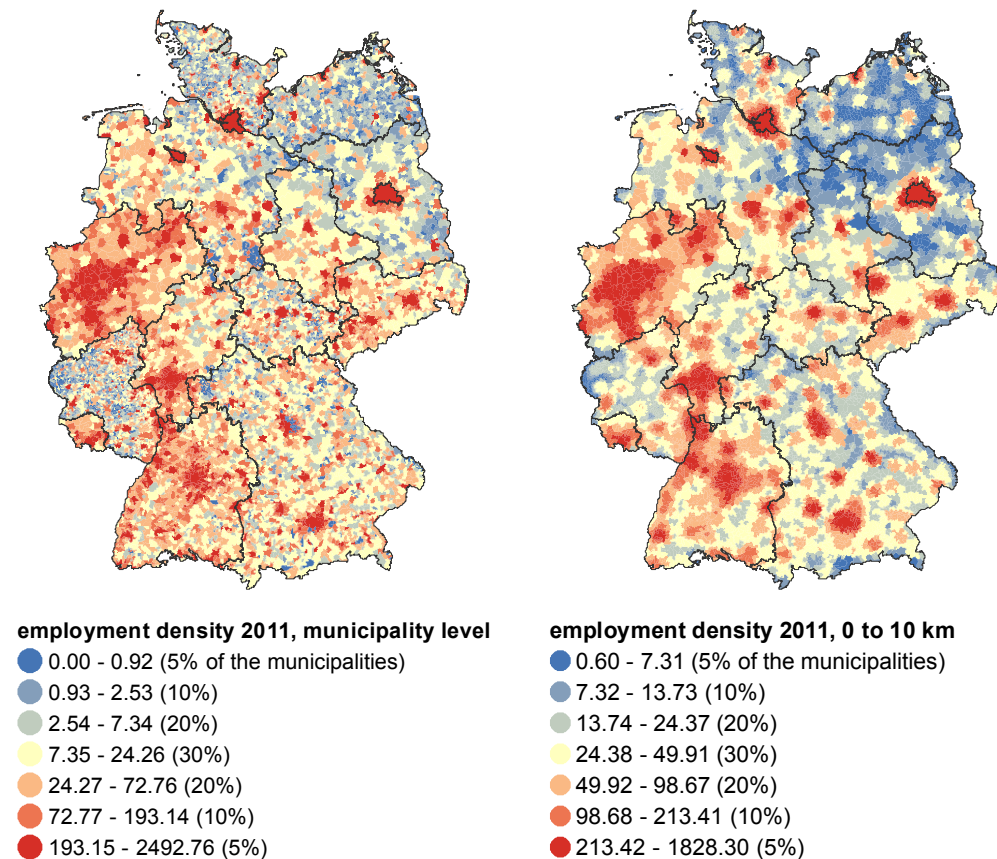 employment density 2011, municipality level
0.00 - 0.92 (5% of the municipalities)
0.93 - 2.53 (10%)
2.54 - 7.34 (20%)
7.35 - 24.26 (30%)
24.27 - 72.76 (20%)
72.77 - 193.14 (10%)
193.15 - 2492.76 (5%)
employment density 2011, 0 to 10 km
0.60 - 7.31 (5% of the municipalities)
7.32 - 13.73 (10%)
13.74 - 24.37 (20%)
24.38 - 49.91 (30%)
49.92 - 98.67 (20%)
98.68 - 213.41 (10%)
213.42 - 1828.30 (5%)